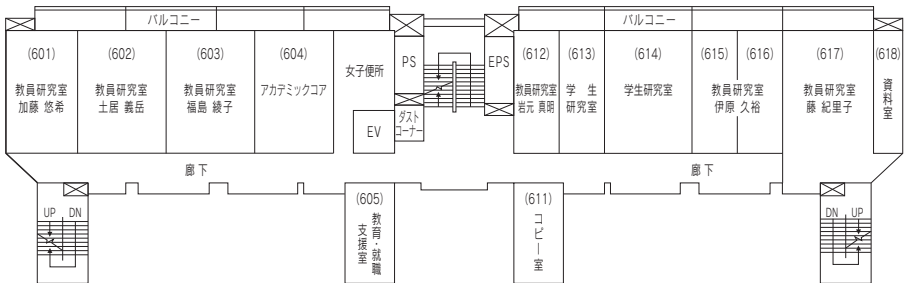 バルコニー
バルコニー
(601)
教員研究室
加藤 悠希
(602)
教員研究室
土居 義岳
(603)
教員研究室
福島 綾子
(604)
アカデミックコア
女子便所
EV
PS
ダスト
コーナー
EPS
(612)
教員研究室
岩元 真明
(613)
学 生
研究室
(614)
学生研究室
(615)
(616)
教員研究室
伊原 久裕
(617)
教員研究室
藤 紀里子
(618)
資料室
廊 下
廊 下
UP DN
(605)
教育・就職
支援室
(611)
コピー室
DN UP